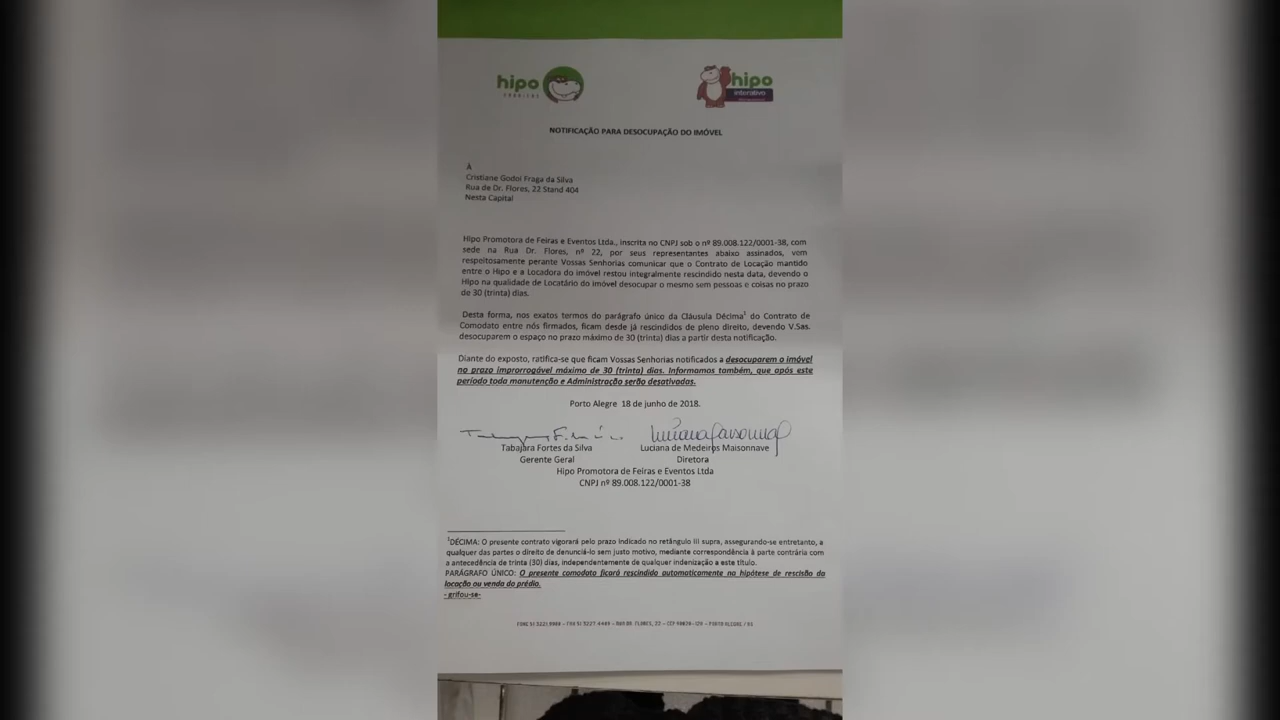 hipo
hipo
interativo
NOTIFICAÇÃO PARA DESOCUPAÇÃO DO IMÓVEL
À
Cristiane Godoi Fraga da Silva
Rua de Dr. Flores, 22 Stand 404
Nesta Capital
Hipo Promotora de Feiras e Eventos Ltda., inscrita no CNPJ sob o nº 89.008.122/0001-38, com
sede na Rua Dr. Flores, nº 22, por seus representantes abaixo assinados, vem
respeitosamente perante Vossas Senhorias comunicar que o Contrato de Locação mantido
entre o Hipo e a Locadora do imóvel restou integralmente rescindido nesta data, devendo o
Hipo na qualidade de Locatário do imóvel desocupar o mesmo sem pessoas e coisas no prazo
de 30 (trinta) dias.
Desta forma, nos exatos termos do parágrafo único da Cláusula Décima¹ do Contrato de
Comodato entre nós firmados, ficam desde já rescindidos de pleno direito, devendo V.Sas.
desocuparem o espaço no prazo máximo de 30 (trinta) dias a partir desta notificação.
Diante do exposto, ratifica-se que ficam Vossas Senhorias notificados a desocuparem o imóvel
no prazo improrrogável máximo de 30 (trinta) dias. Informamos também, que após este
período toda manutenção e Administração serão desativadas.
Porto Alegre 18 de junho de 2018.
Tabajara Fortes da Silva
Luciana de Medeiros Maisonnave
Gerente Geral
Diretora
Hipo Promotora de Feiras e Eventos Ltda
CNPJ nº 89.008.122/0001-38
¹DÉCIMA: O presente contrato vigorará pelo prazo indicado no retângulo III supra, assegurando-se entretanto, a
qualquer das partes o direito de denunciá-lo sem justo motivo, mediante correspondência à parte contrária com
a antecedência de trinta (30) dias, independentemente de qualquer indenização a este título.
PARÁGRAFO ÚNICO: O presente comodato ficará rescindido automaticamente na hipótese de rescisão da
locação ou venda do prédio.
- grifou-se-
RUA DR. FLORES, 22 – CEP